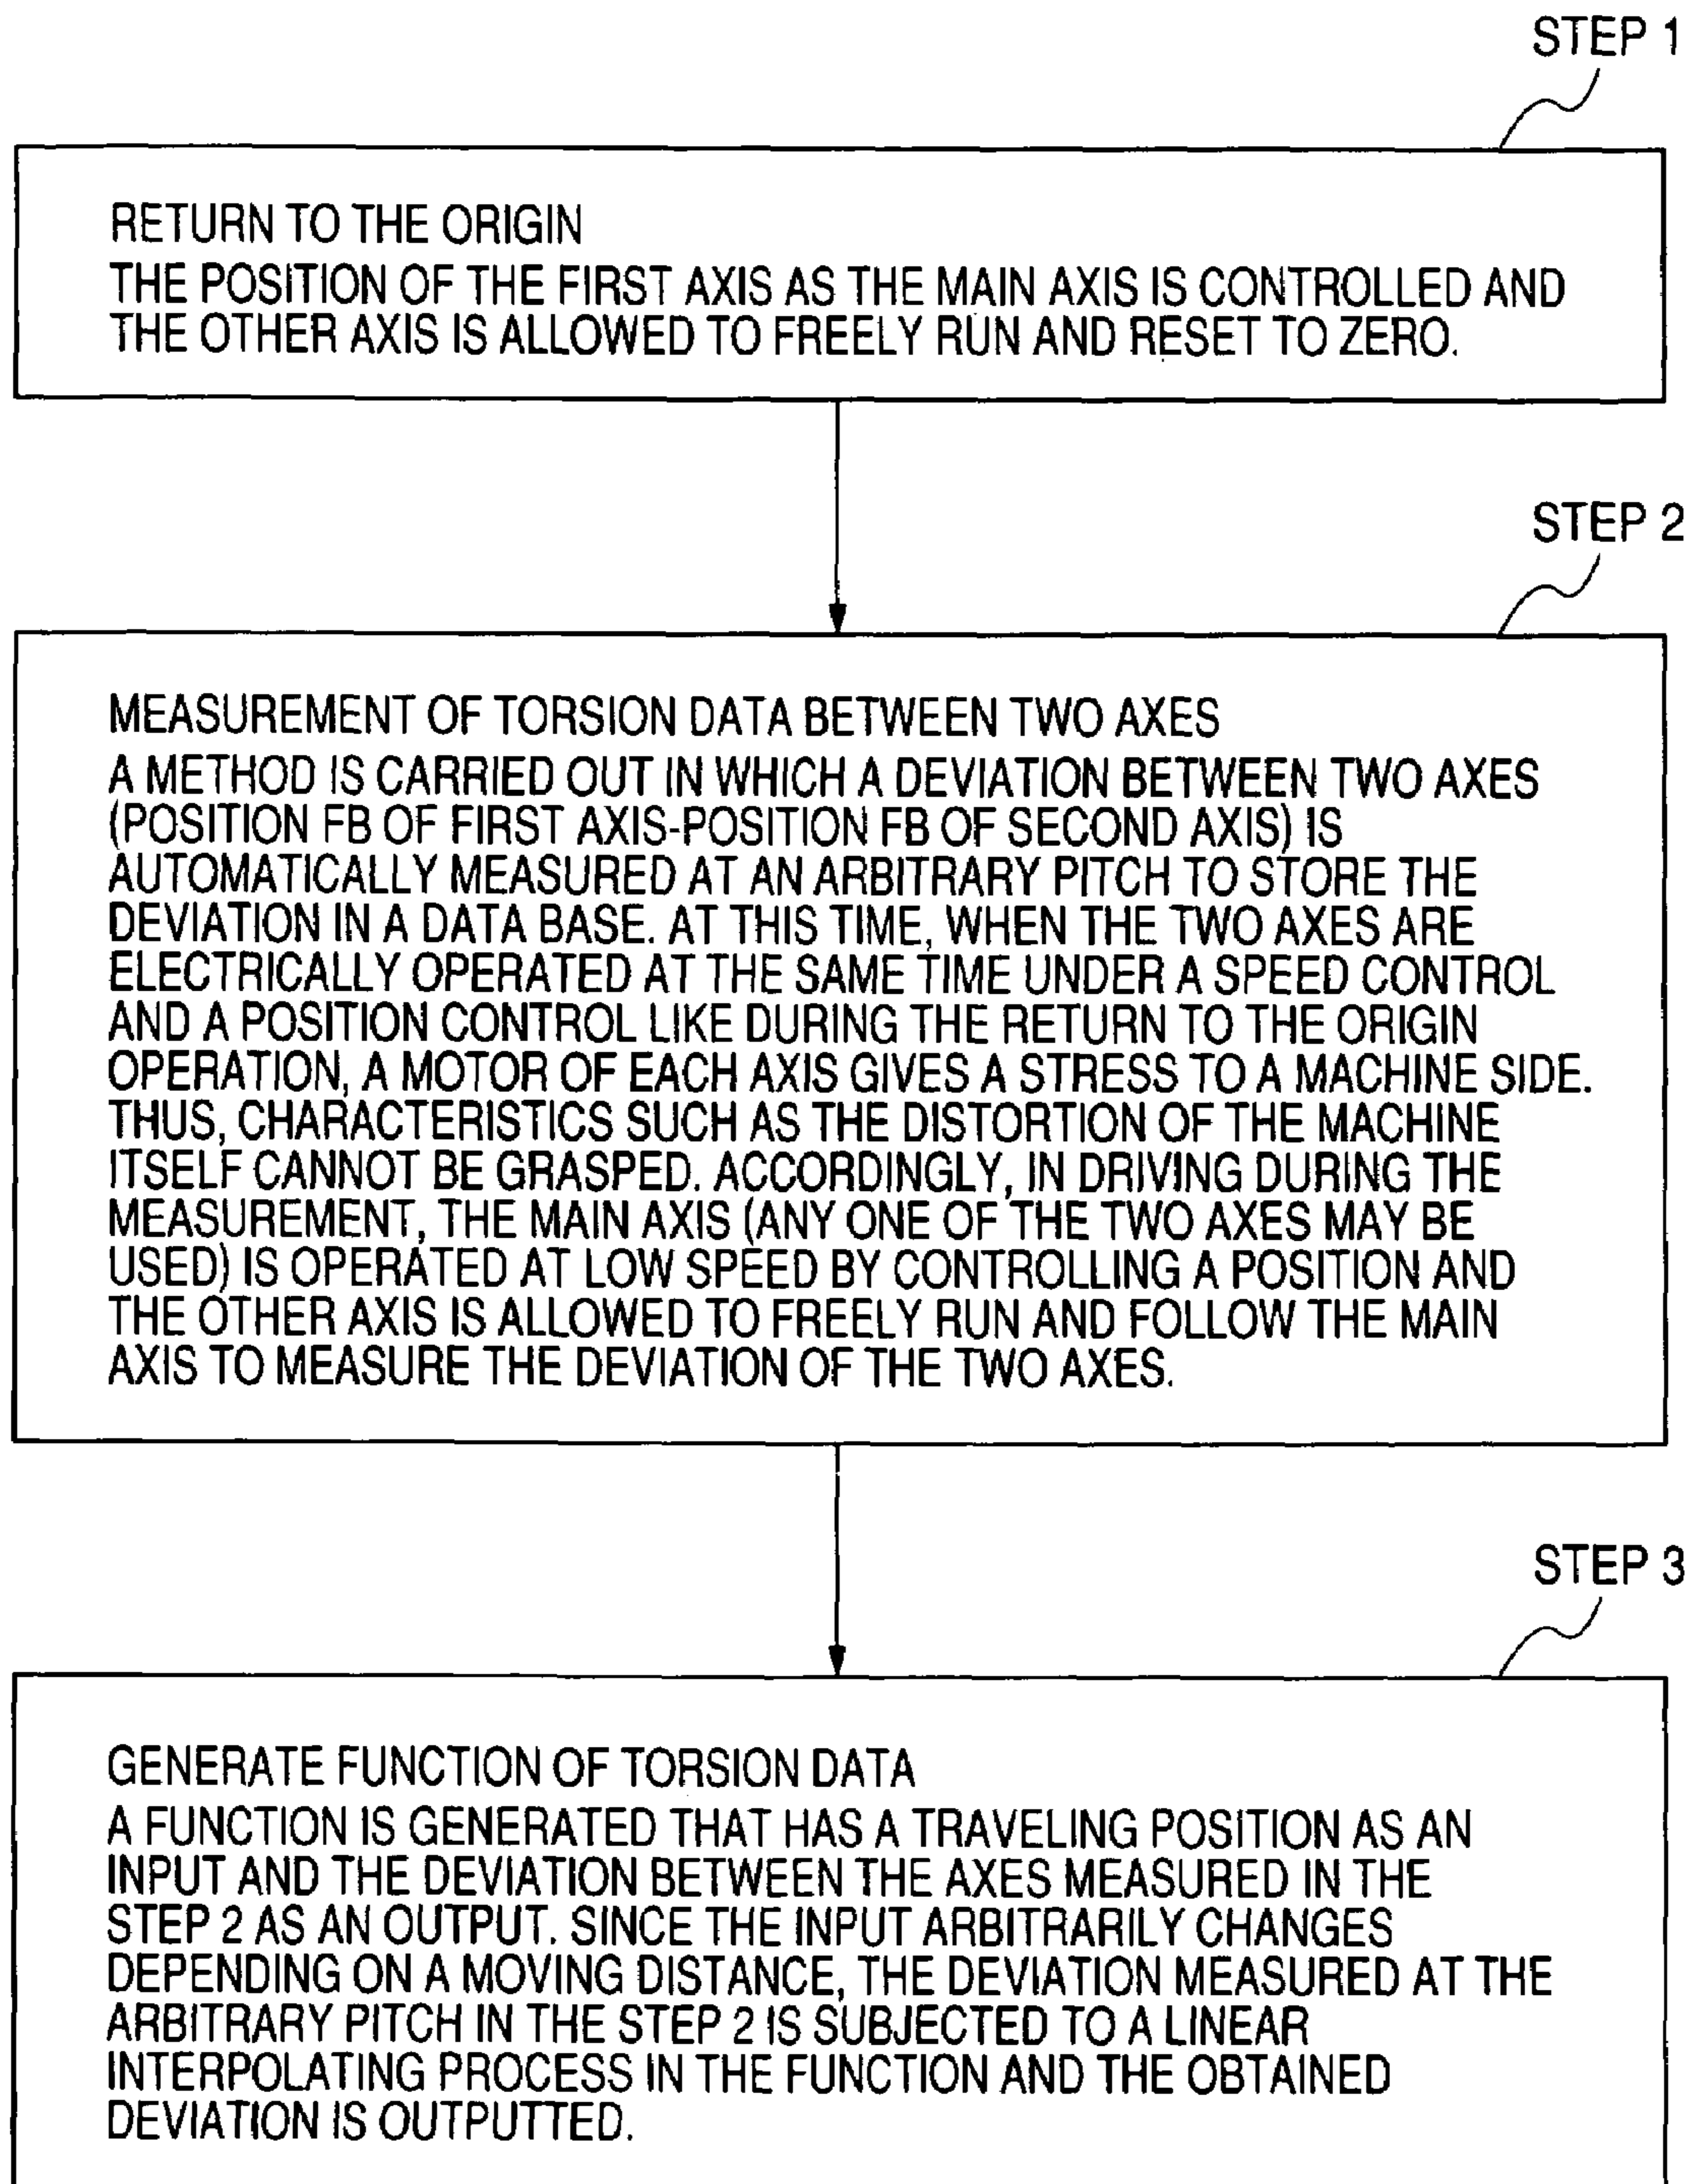 STEP 1
RETURN TO THE ORIGIN
THE POSITION OF THE FIRST AXIS AS THE MAIN AXIS IS CONTROLLED AND
THE OTHER AXIS IS ALLOWED TO FREELY RUN AND RESET TO ZERO.
STEP 2
MEASUREMENT OF TORSION DATA BETWEEN TWO AXES
A METHOD IS CARRIED OUT IN WHICH A DEVIATION BETWEEN TWO AXES
(POSITION FB OF FIRST AXIS-POSITION FB OF SECOND AXIS) IS
AUTOMATICALLY MEASURED AT AN ARBITRARY PITCH TO STORE THE
DEVIATION IN A DATA BASE. AT THIS TIME, WHEN THE TWO AXES ARE
ELECTRICALLY OPERATED AT THE SAME TIME UNDER A SPEED CONTROL
AND A POSITION CONTROL LIKE DURING THE RETURN TO THE ORIGIN
OPERATION, A MOTOR OF EACH AXIS GIVES A STRESS TO A MACHINE SIDE.
THUS, CHARACTERISTICS SUCH AS THE DISTORTION OF THE MACHINE
ITSELF CANNOT BE GRASPED. ACCORDINGLY, IN DRIVING DURING THE
MEASUREMENT, THE MAIN AXIS (ANY ONE OF THE TWO AXES MAY BE
USED) IS OPERATED AT LOW SPEED BY CONTROLLING A POSITION AND
THE OTHER AXIS IS ALLOWED TO FREELY RUN AND FOLLOW THE MAIN
AXIS TO MEASURE THE DEVIATION OF THE TWO AXES.
STEP 3
GENERATE FUNCTION OF TORSION DATA
A FUNCTION IS GENERATED THAT HAS A TRAVELING POSITION AS AN
INPUT AND THE DEVIATION BETWEEN THE AXES MEASURED IN THE
STEP 2 AS AN OUTPUT. SINCE THE INPUT ARBITRARILY CHANGES
DEPENDING ON A MOVING DISTANCE, THE DEVIATION MEASURED AT THE
ARBITRARY PITCH IN THE STEP 2 IS SUBJECTED TO A LINEAR
INTERPOLATING PROCESS IN THE FUNCTION AND THE OBTAINED
DEVIATION IS OUTPUTTED.